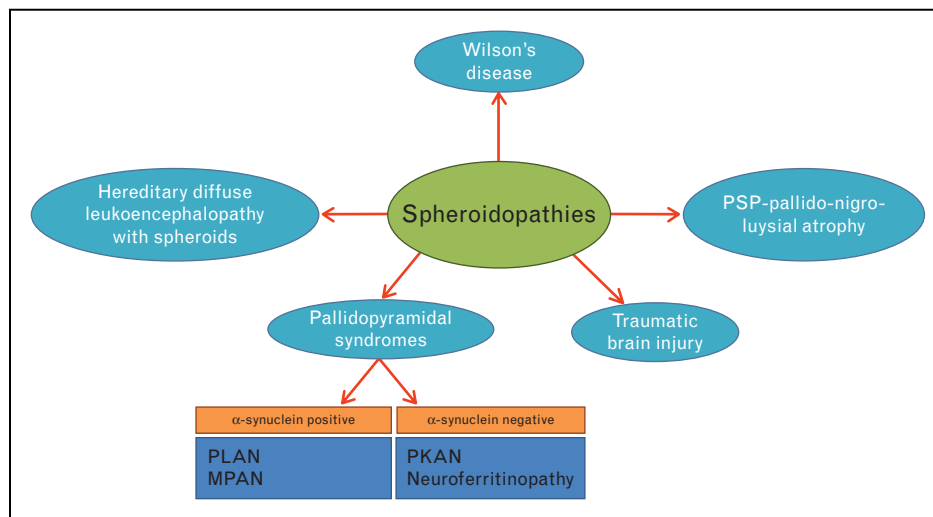 Wilson's
disease
Hereditary diffuse
leukoencephalopathy
with spheroids
Spheroidopathies
PSP-pallido-nigro-
luysial atrophy
Pallidopyramidal
syndromes
Traumatic
brain injury
α-synuclein positive
α-synuclein negative
PLAN
MPAN
PKAN
Neuroferritinopathy